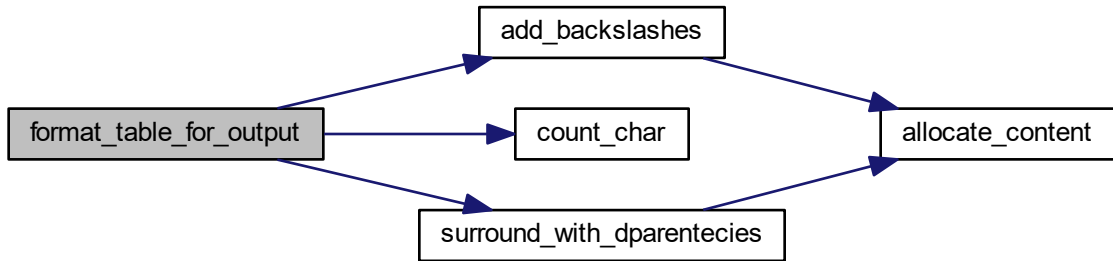 add_backslashes
format_table_for_output
count_char
allocate_content
surround_with_dparentecies